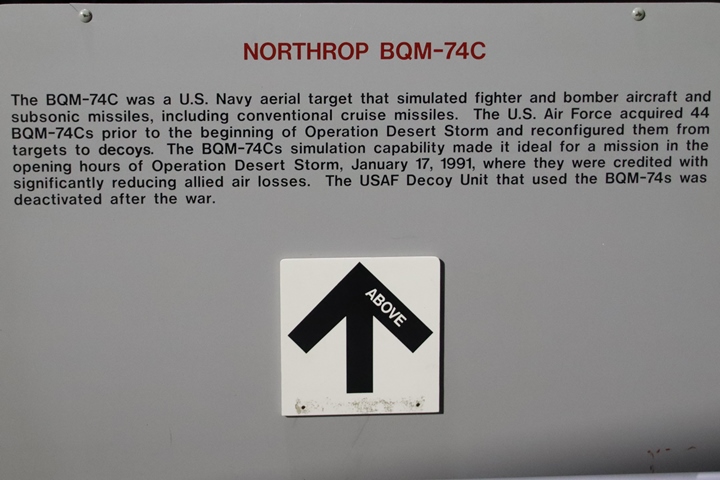 NORTHROP BQM-74C
The BQM-74C was a U.S. Navy aerial target that simulated fighter and bomber aircraft and
subsonic missiles, including conventional cruise missiles. The U.S. Air Force acquired 44
BQM-74Cs prior to the beginning of Operation Desert Storm and reconfigured them from
targets to decoys. The BQM-74Cs simulation capability made it ideal for a mission in the
opening hours of Operation Desert Storm, January 17, 1991, where they were credited with
significantly reducing allied air losses. The USAF Decoy Unit that used the BQM-74s was
deactivated after the war.
ABOVE